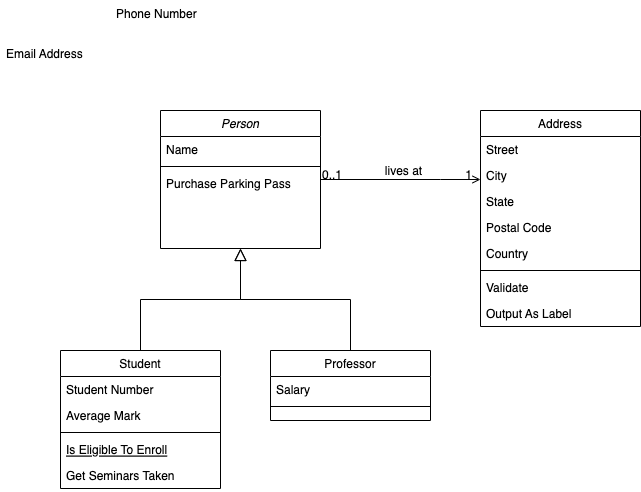 Phone Number
Email Address
Person
Name
Purchase Parking Pass
0..1
lives at
1
Address
Street
City
State
Postal Code
Country
Validate
Output As Label
Student
Student Number
Average Mark
Is Eligible To Enroll
Get Seminars Taken
Professor
Salary